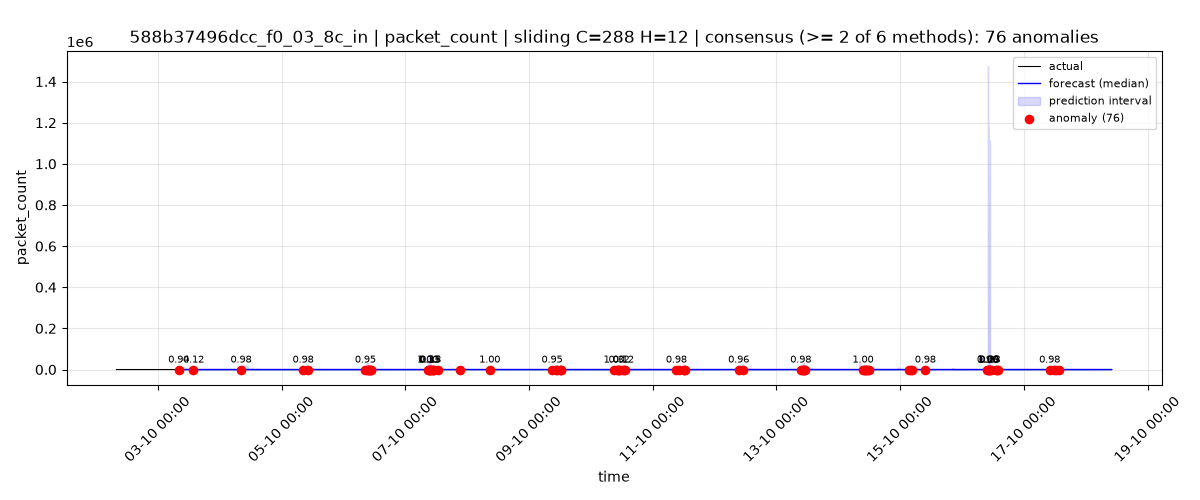 588b37496dcc_f0_03_8c_in | packet_count | sliding C=288 H=12 | consensus (>= 2 of 6 methods): 76 anomalies
1e6
actual
forecast (median)
prediction interval
anomaly (76)
1.4
1.2
1.0
0.8
0.6
0.4
0.2
0.0
packet_count
0.98 0.98 0.95 1.00 0.95 0.98 0.96 0.98 1.00 0.98 0.98
03-10 00:00 05-10 00:00 07-10 00:00 09-10 00:00 11-10 00:00 13-10 00:00 15-10 00:00 17-10 00:00 19-10 00:00
time